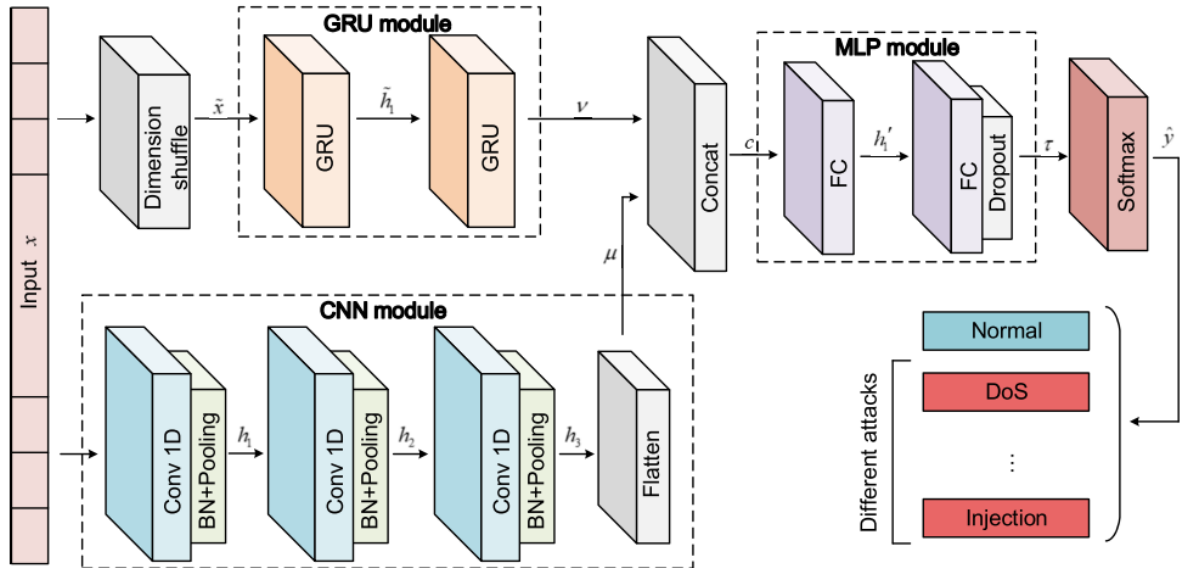 GRU module
MLP module
Input x
Dimension
shuffle
x̃
GRU
h̃₁
GRU
ν
Concat
c
FC
h′₁
FC
Dropout
τ
Softmax
ŷ
μ
CNN module
Conv 1D
BN+Pooling
h₁
Conv 1D
BN+Pooling
h₂
Conv 1D
BN+Pooling
h₃
Flatten
Different attacks
Normal
DoS
...
Injection